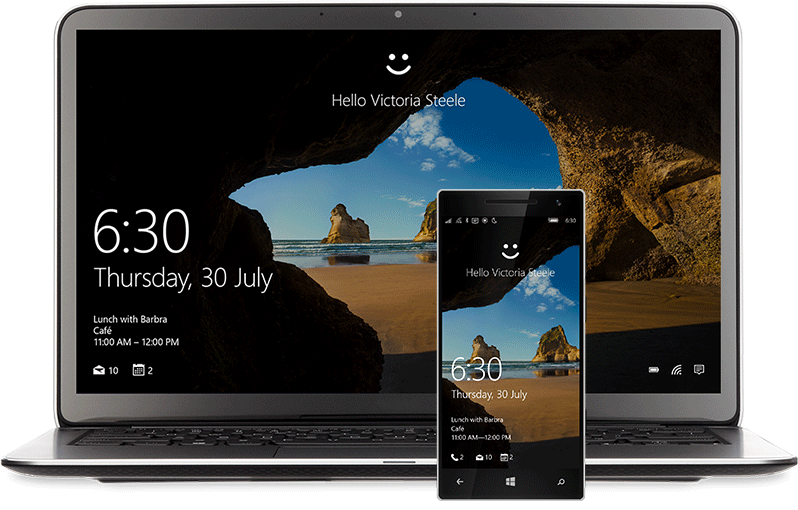 Hello Victoria Steele
6:30
Thursday, 30 July
Lunch with Barbra
Café
11:00 AM – 12:00 PM
10
2
6:30
Hello Victoria Steele
6:30
Thursday, 30 July
Lunch with Barbra
Café
11:00 AM—12:00 PM
2
10
2